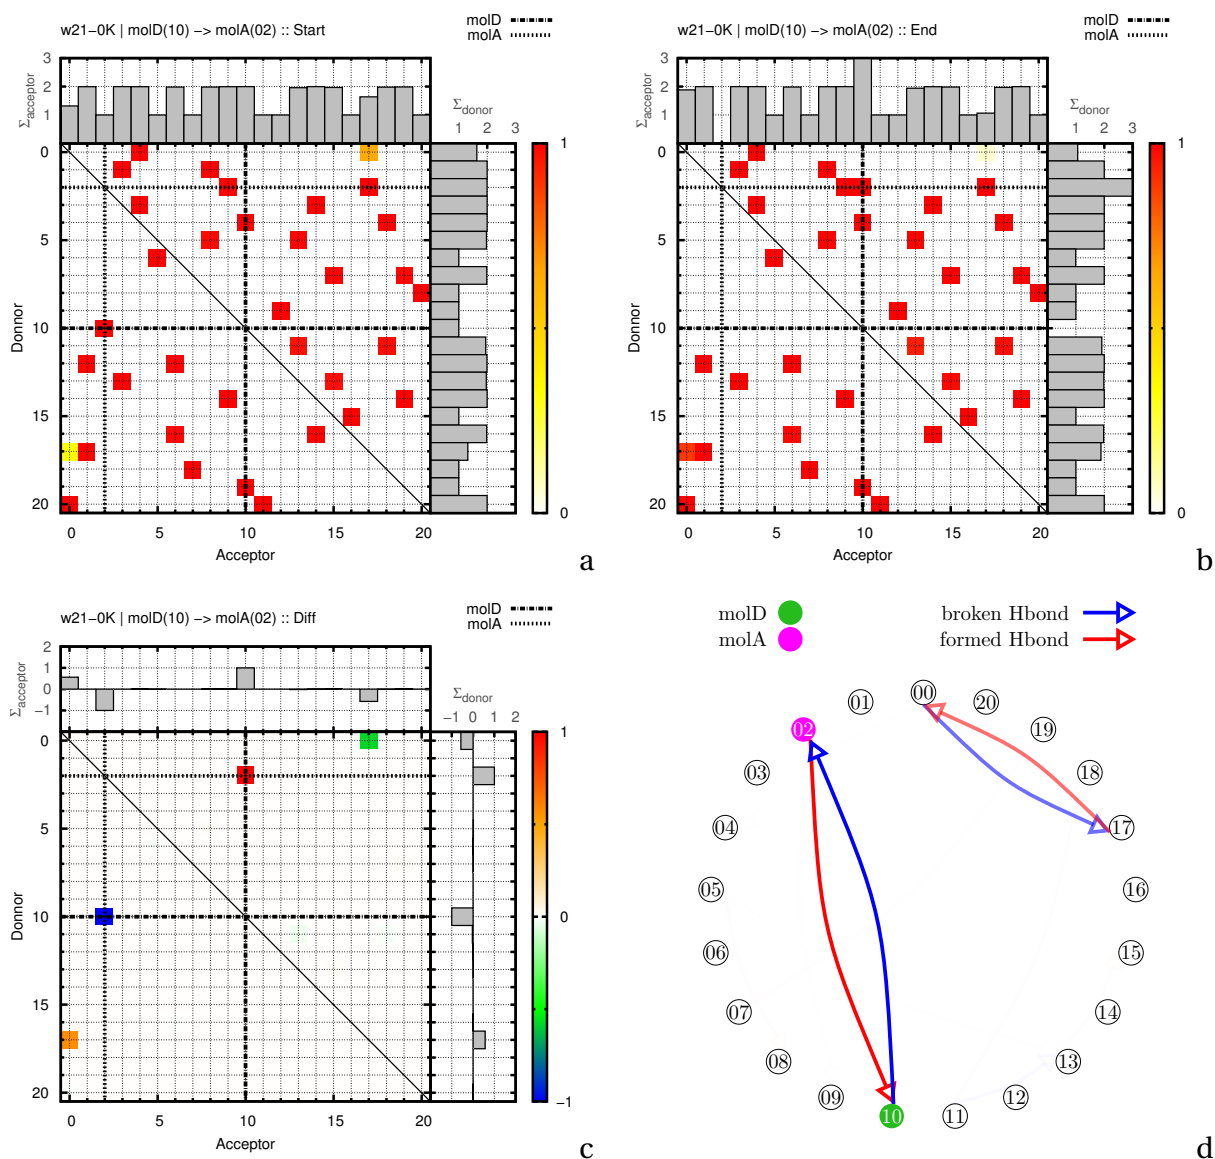 w21−0K | molD(10) −> molA(02) :: Start
molD
molA
Σacceptor
3
2
1
Σdonor
1 2 3
0
5
10
15
20
Donnor
0 5 10 15 20
Acceptor
1
0
a
w21−0K | molD(10) −> molA(02) :: End
molD
molA
Σacceptor
3
2
1
Σdonor
1 2 3
0
5
10
15
20
Donnor
0 5 10 15 20
Acceptor
1
0
b
w21−0K | molD(10) −> molA(02) :: Diff
molD
molA
Σacceptor
2
1
0
−1
Σdonor
−1 0 1 2
0
5
10
15
20
Donnor
0 5 10 15 20
Acceptor
1
0
−1
c
molD
molA
broken Hbond
formed Hbond
00
01
02
03
04
05
06
07
08
09
10
11
12
13
14
15
16
17
18
19
20
d